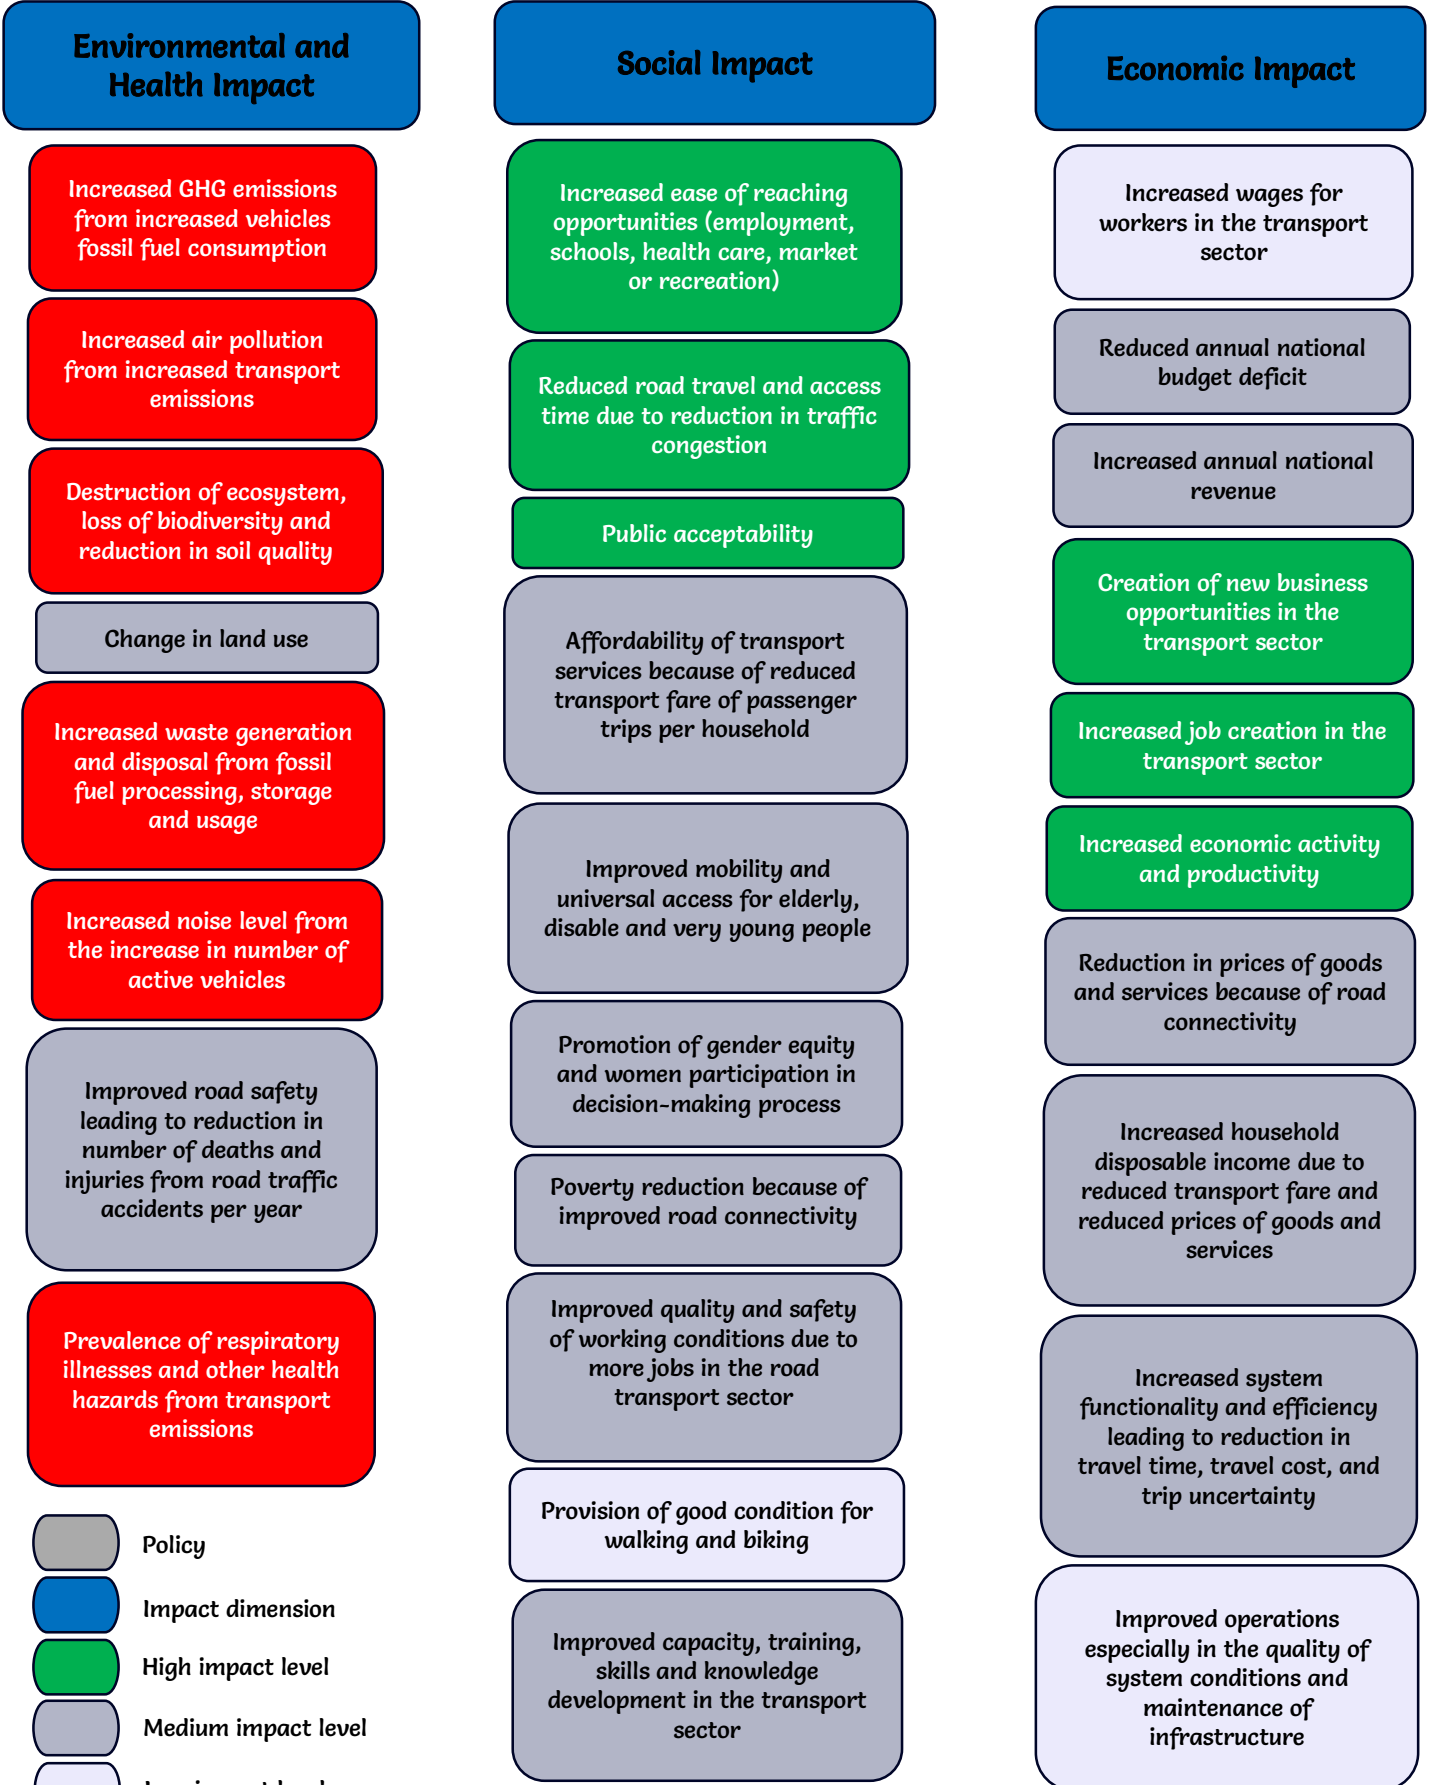 Environmental and
Health Impact
Increased GHG emissions
from increased vehicles
fossil fuel consumption
Increased air pollution
from increased transport
emissions
Destruction of ecosystem,
loss of biodiversity and
reduction in soil quality
Change in land use
Increased waste generation
and disposal from fossil
fuel processing, storage
and usage
Increased noise level from
the increase in number of
active vehicles
Improved road safety
leading to reduction in
number of deaths and
injuries from road traffic
accidents per year
Prevalence of respiratory
illnesses and other health
hazards from transport
emissions
Social Impact
Increased ease of reaching
opportunities (employment,
schools, health care, market
or recreation)
Reduced road travel and access
time due to reduction in traffic
congestion
Public acceptability
Affordability of transport
services because of reduced
transport fare of passenger
trips per household
Improved mobility and
universal access for elderly,
disable and very young people
Promotion of gender equity
and women participation in
decision-making process
Poverty reduction because of
improved road connectivity
Improved quality and safety
of working conditions due to
more jobs in the road
transport sector
Provision of good condition for
walking and biking
Improved capacity, training,
skills and knowledge
development in the transport
sector
Economic Impact
Increased wages for
workers in the transport
sector
Reduced annual national
budget deficit
Increased annual national
revenue
Creation of new business
opportunities in the
transport sector
Increased job creation in the
transport sector
Increased economic activity
and productivity
Reduction in prices of goods
and services because of road
connectivity
Increased household
disposable income due to
reduced transport fare and
reduced prices of goods and
services
Increased system
functionality and efficiency
leading to reduction in
travel time, travel cost, and
trip uncertainty
Improved operations
especially in the quality of
system conditions and
maintenance of
infrastructure
Policy
Impact dimension
High impact level
Medium impact level